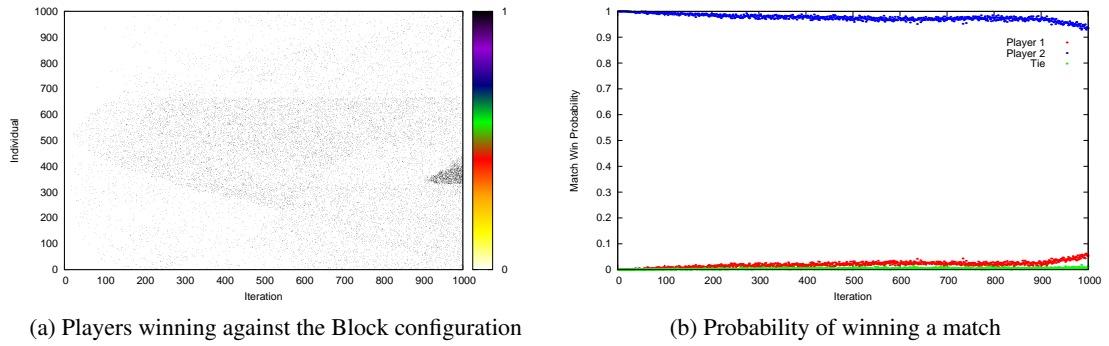 1000
900
800
700
600
500
400
300
200
100
0
Individual
0 100 200 300 400 500 600 700 800 900 1000
Iteration
1
0
1
0.9
0.8
0.7
0.6
0.5
0.4
0.3
0.2
0.1
0
Match Win Probability
Player 1
Player 2
Tie
0 100 200 300 400 500 600 700 800 900 1000
Iteration
(a) Players winning against the Block configuration
(b) Probability of winning a match